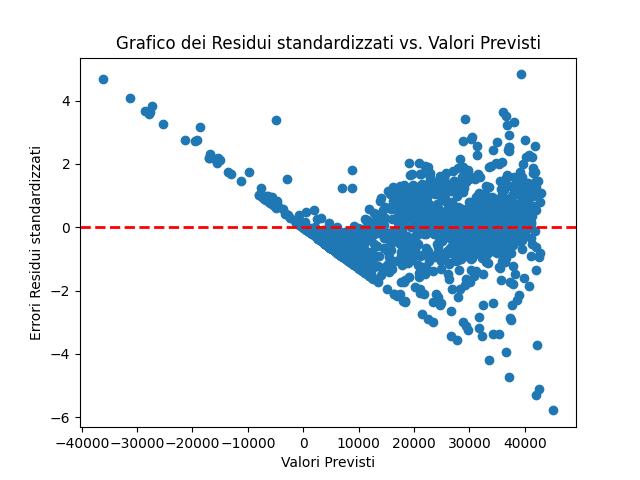 Grafico dei Residui standardizzati vs. Valori Previsti
4
2
0
−2
−4
−6
Errori Residui standardizzati
−40000 −30000 −20000 −10000 0 10000 20000 30000 40000
Valori Previsti